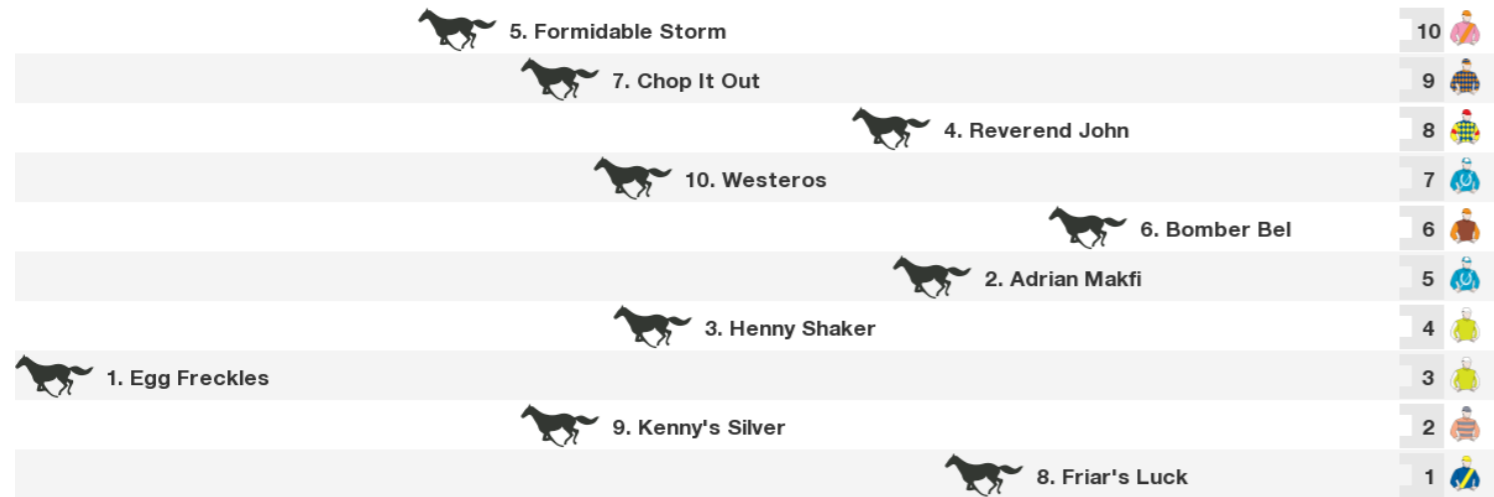 5. Formidable Storm 10
7. Chop It Out 9
4. Reverend John 8
10. Westeros 7
6. Bomber Bel 6
2. Adrian Makfi 5
3. Henny Shaker 4
1. Egg Freckles 3
9. Kenny's Silver 2
8. Friar's Luck 1